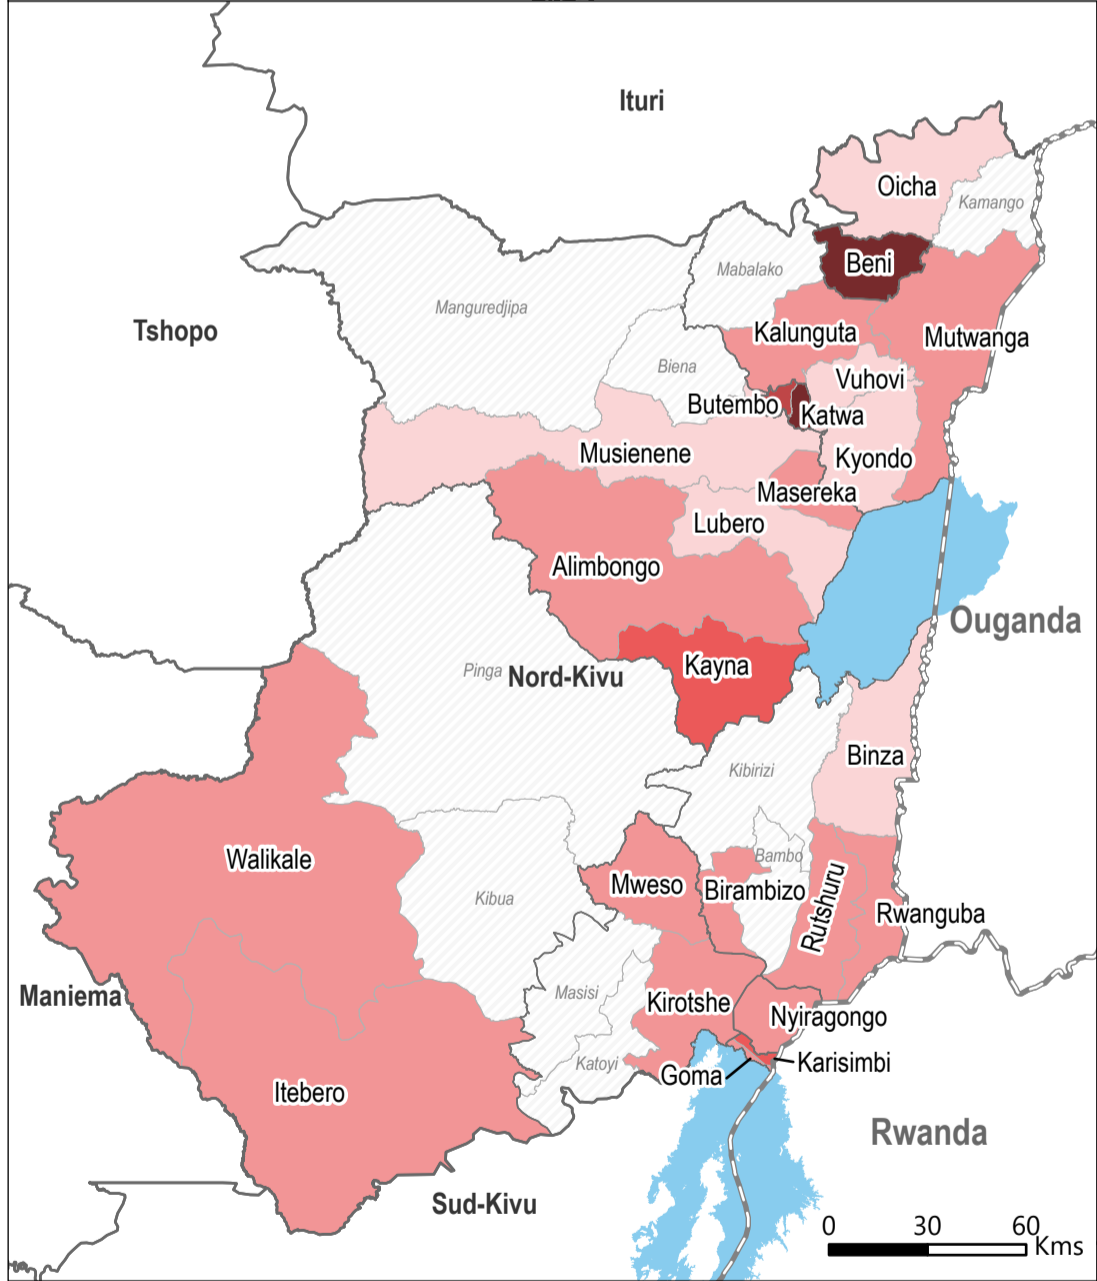 Ituri
Oicha
Kamango
Beni
Mabalako
Manguredjipa
Tshopo
Kalunguta
Mutwanga
Biena
Vuhovi
Butembo
Katwa
Musienene
Kyondo
Masereka
Lubero
Alimbongo
Ouganda
Kayna
Pinga
Nord-Kivu
Binza
Kibirizi
Walikale
Bambo
Mweso
Birambizo
Kibua
Rutshuru
Rwanguba
Maniema
Masisi
Kirotshe
Nyiragongo
Katoyi
Goma
Karisimbi
Itebero
Rwanda
Sud-Kivu
0 30 60
Kms